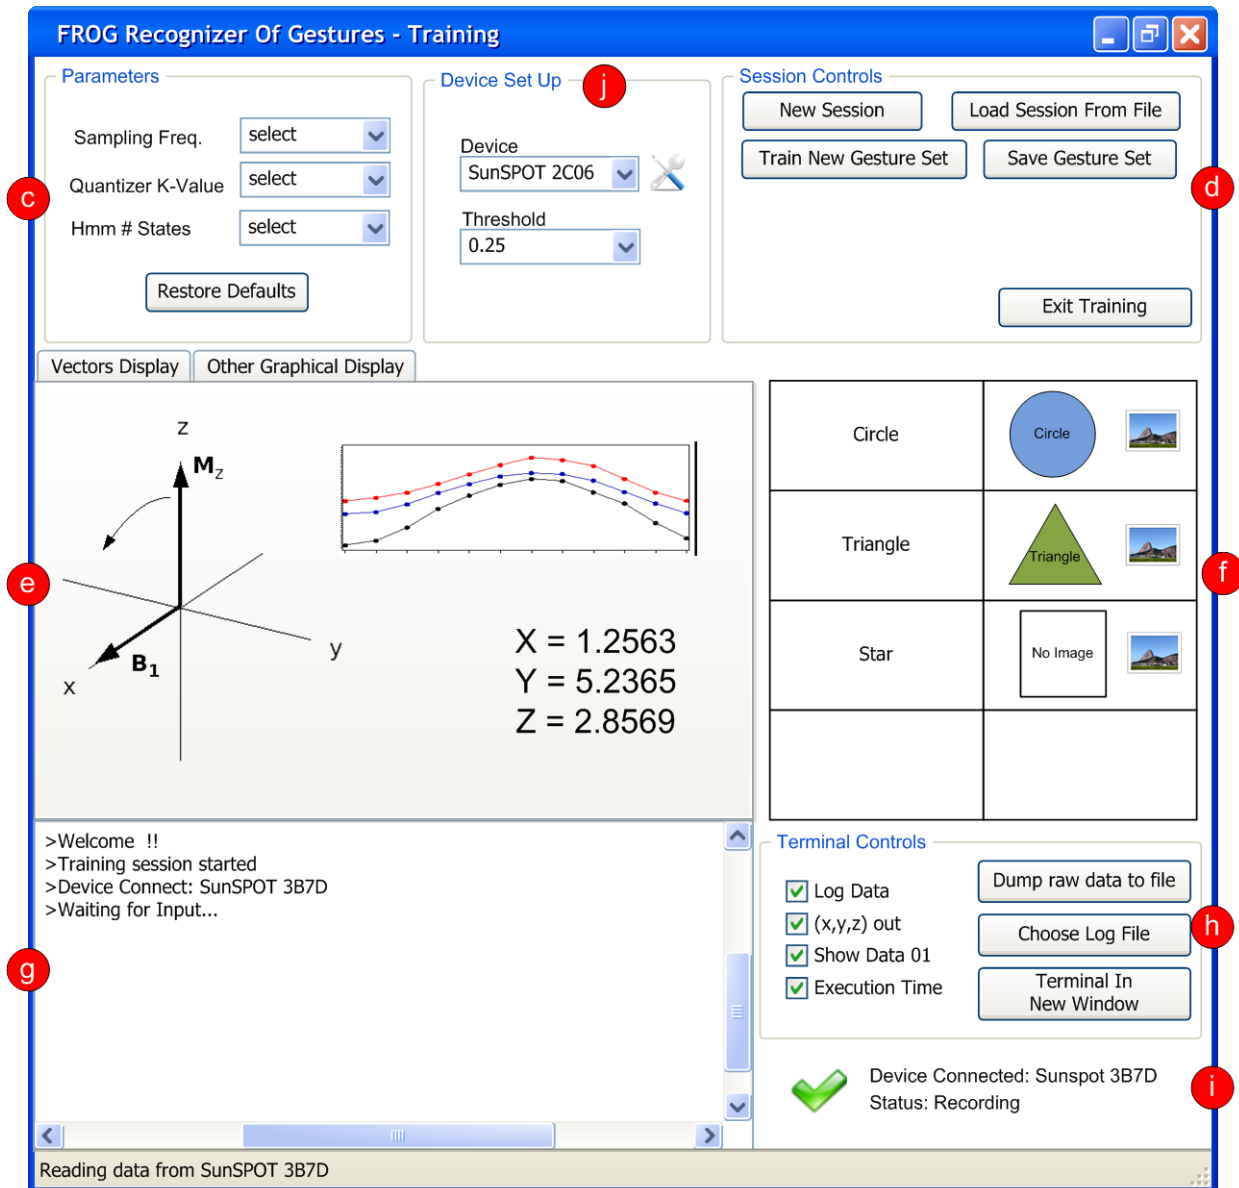 FROG Recognizer Of Gestures - Training
Parameters
Sampling Freq.
select
Quantizer K-Value
select
Hmm # States
select
Restore Defaults
c
Device Set Up
j
Device
SunSPOT 2C06
Threshold
0.25
Session Controls
New Session
Load Session From File
Train New Gesture Set
Save Gesture Set
Exit Training
d
Vectors Display
Other Graphical Display
z
Mz
y
B1
x
X = 1.2563
Y = 5.2365
Z = 2.8569
e
Circle
Circle
Triangle
Triangle
Star
No Image
f
>Welcome !!
>Training session started
>Device Connect: SunSPOT 3B7D
>Waiting for Input...
g
Terminal Controls
Log Data
(x,y,z) out
Show Data 01
Execution Time
Dump raw data to file
Choose Log File
Terminal In
New Window
h
Device Connected: Sunspot 3B7D
Status: Recording
i
Reading data from SunSPOT 3B7D